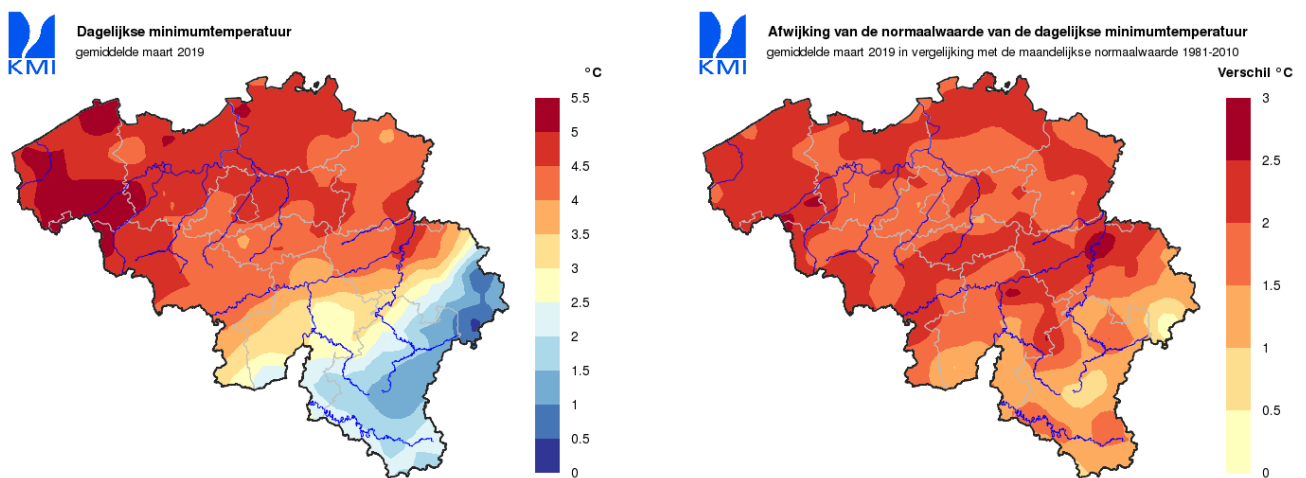 Dagelijkse minimumtemperatuur
gemiddelde maart 2019
KMI
°C
5.5
5
4.5
4
3.5
3
2.5
2
1.5
1
0.5
0
Afwijking van de normaalwaarde van de dagelijkse minimumtemperatuur
gemiddelde maart 2019 in vergelijking met de maandelijkse normaalwaarde 1981-2010
KMI
Verschil °C
3
2.5
2
1.5
1
0.5
0